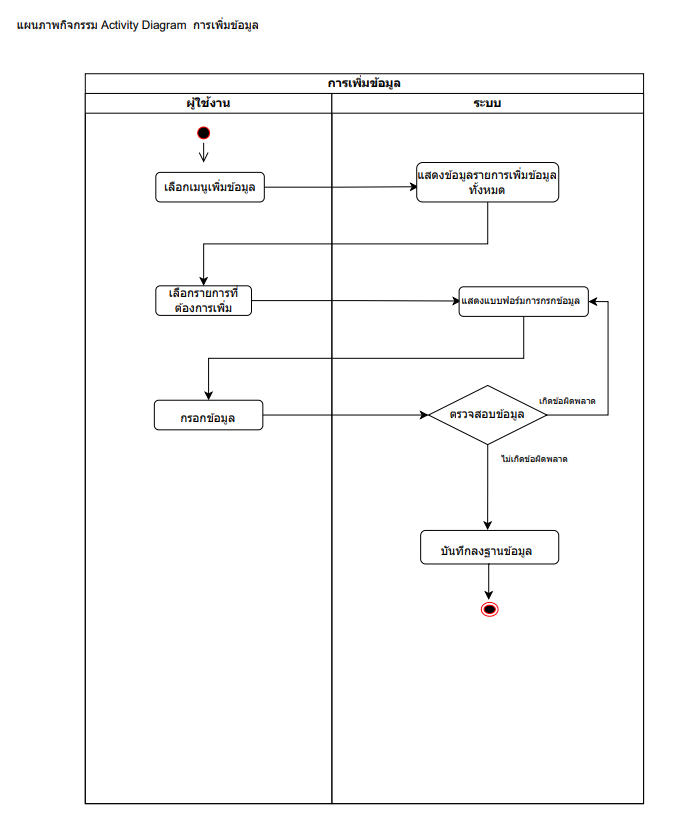 แผนภาพกิจกรรม Activity Diagram การเพิ่มข้อมูล
การเพิ่มข้อมูล
ผู้ใช้งาน
ระบบ
เลือกเมนูเพิ่มข้อมูล
แสดงข้อมูลรายการเพิ่มข้อมูล
ทั้งหมด
เลือกรายการที่
ต้องการเพิ่ม
แสดงแบบฟอร์มการกรกข้อมูล
กรอกข้อมูล
ตรวจสอบข้อมูล
เกิดข้อผิดพลาด
ไม่เกิดข้อผิดพลาด
บันทึกลงฐานข้อมูล